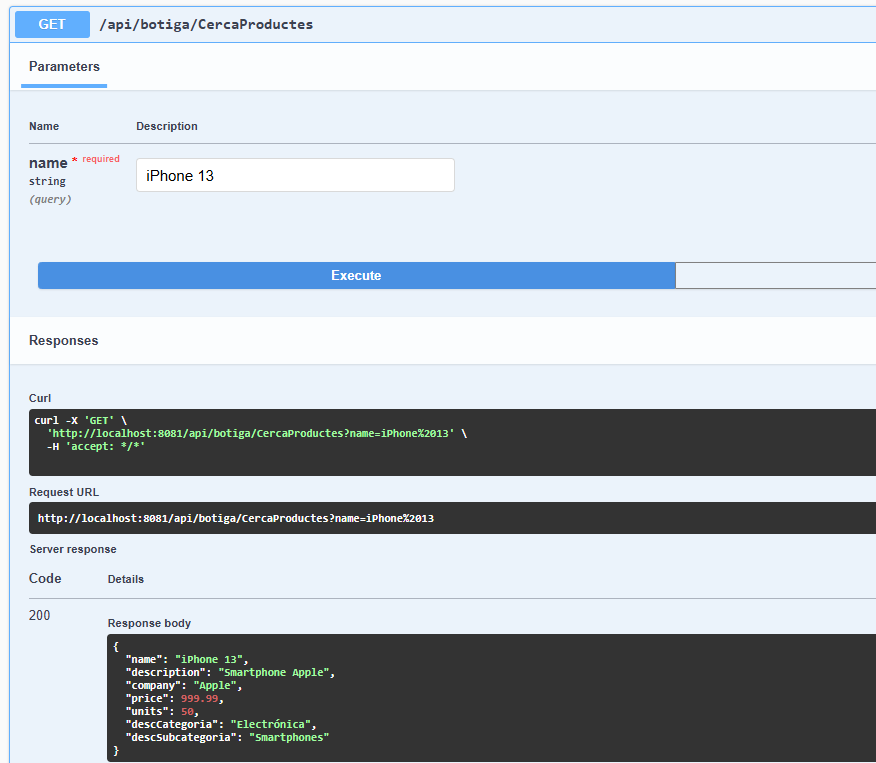 GET /api/botiga/CercaProductes
Parameters
Name Description
name * required
string
(query)
iPhone 13
Execute
Responses
Curl
curl -X 'GET' \
'http://localhost:8081/api/botiga/CercaProductes?name=iPhone%2013' \
-H 'accept: */*'
Request URL
http://localhost:8081/api/botiga/CercaProductes?name=iPhone%2013
Server response
Code Details
200
Response body
{
"name": "iPhone 13",
"description": "Smartphone Apple",
"company": "Apple",
"price": 999.99,
"units": 50,
"descCategoria": "Electrónica",
"descSubcategoria": "Smartphones"
}